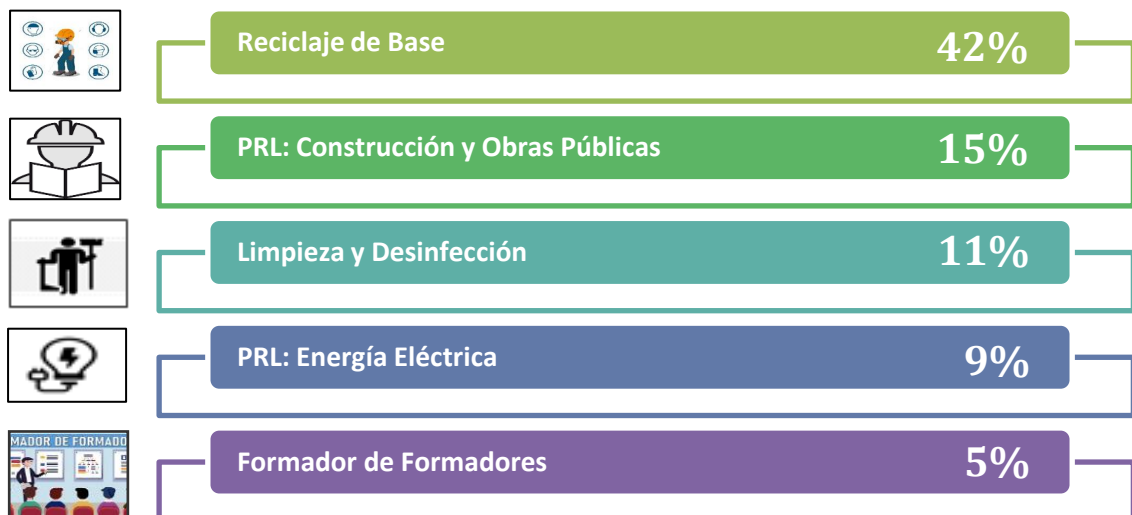 Reciclaje de Base
42%
PRL: Construcción y Obras Públicas
15%
Limpieza y Desinfección
11%
PRL: Energía Eléctrica
9%
MADOR DE FORMADO
Formador de Formadores
5%